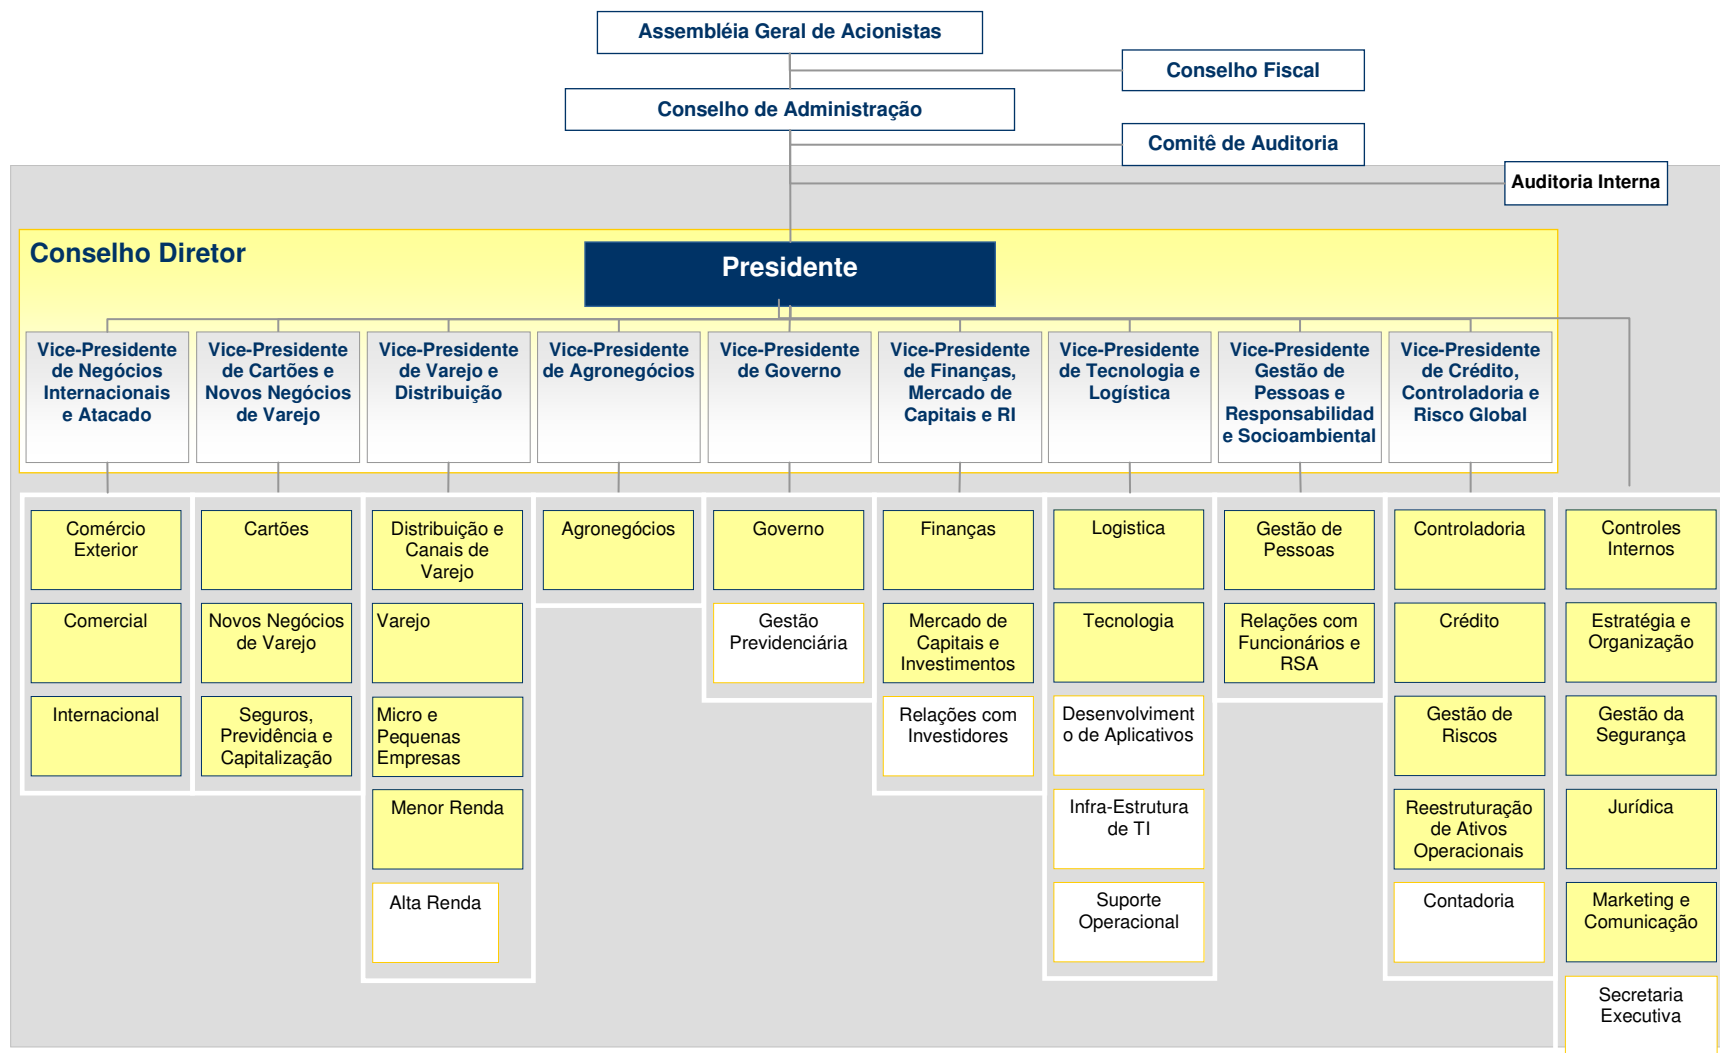 Assembléia Geral de Acionistas
Conselho Fiscal
Conselho de Administração
Comitê de Auditoria
Auditoria Interna
Conselho Diretor
Presidente
Vice-Presidente
de Negócios
Internacionais
e Atacado
Vice-Presidente
de Cartões e
Novos Negócios
de Varejo
Vice-Presidente
de Varejo e
Distribuição
Vice-Presidente
de Agronegócios
Vice-Presidente
de Governo
Vice-Presidente
de Finanças,
Mercado de
Capitais e RI
Vice-Presidente
de Tecnologia e
Logística
Vice-Presidente
Gestão de
Pessoas e
Responsabilidad
e Socioambiental
Vice-Presidente
de Crédito,
Controladoria e
Risco Global
Comércio
Exterior
Comercial
Internacional
Cartões
Novos Negócios
de Varejo
Seguros,
Previdência e
Capitalização
Distribuição e
Canais de
Varejo
Varejo
Micro e
Pequenas
Empresas
Menor Renda
Alta Renda
Agronegócios
Governo
Gestão
Previdenciária
Finanças
Mercado de
Capitais e
Investimentos
Relações com
Investidores
Logistica
Tecnologia
Desenvolviment
o de Aplicativos
Infra-Estrutura
de TI
Suporte
Operacional
Gestão de
Pessoas
Relações com
Funcionários e
RSA
Controladoria
Crédito
Gestão de
Riscos
Reestruturação
de Ativos
Operacionais
Contadoria
Controles
Internos
Estratégia e
Organização
Gestão da
Segurança
Jurídica
Marketing e
Comunicação
Secretaria
Executiva